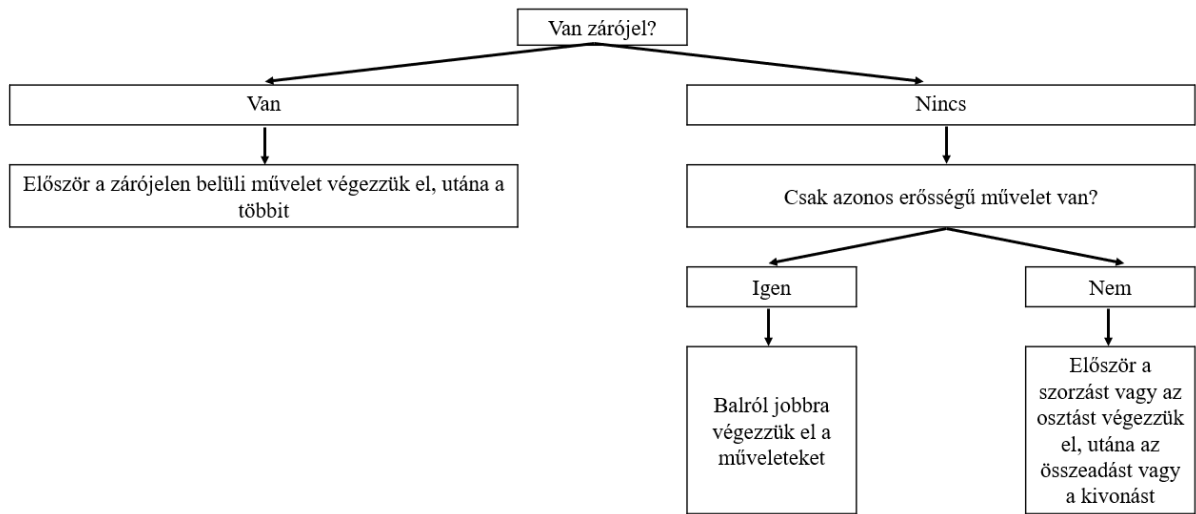 Van zárójel?
Van
Nincs
Először a zárójelen belüli művelet végezzük el, utána a
többit
Csak azonos erősségű művelet van?
Igen
Nem
Balról jobbra
végezzük el a
műveleteket
Először a
szorzást vagy az
osztást végezzük
el, utána az
összeadást vagy
a kivonást